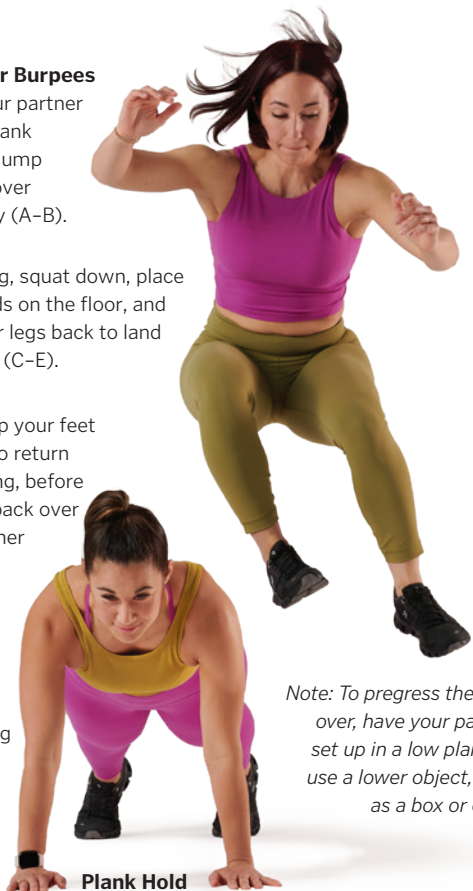 r Burpees
ur partner
ank
ump
over
y (A–B).
g, squat down, place
ds on the floor, and
r legs back to land
(C–E).
p your feet
o return
ng, before
back over
ner
g
Note: To pregress the
over, have your pa
set up in a low plan
use a lower object,
as a box or
Plank Hold